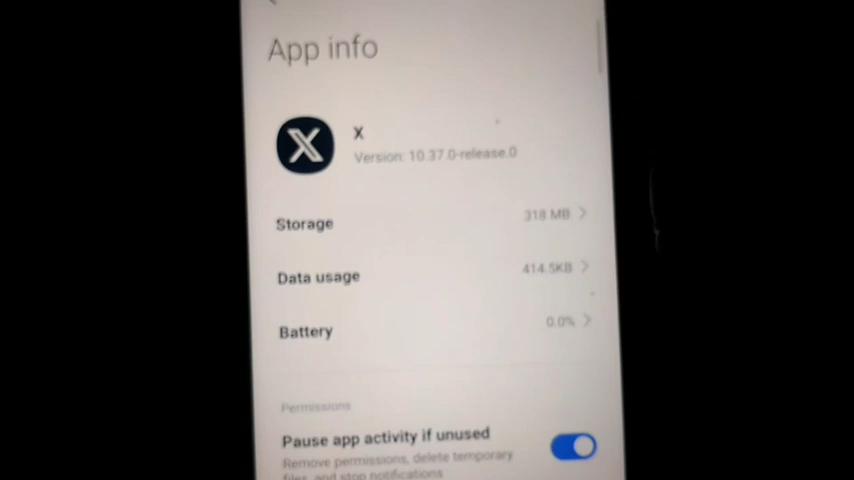 App info
X
Version: 10.37.0-release.0
Storage 318 MB
Data usage 414.5KB
Battery 0.0%
Permissions
Pause app activity if unused
Remove permissions, delete temporary
files, and stop notifications